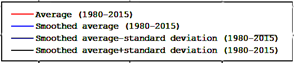 Average (1980-2015)
Smoothed average (1980-2015)
Smoothed average-standard deviation (1980-2015)
Smoothed average+standard deviation (1980-2015)